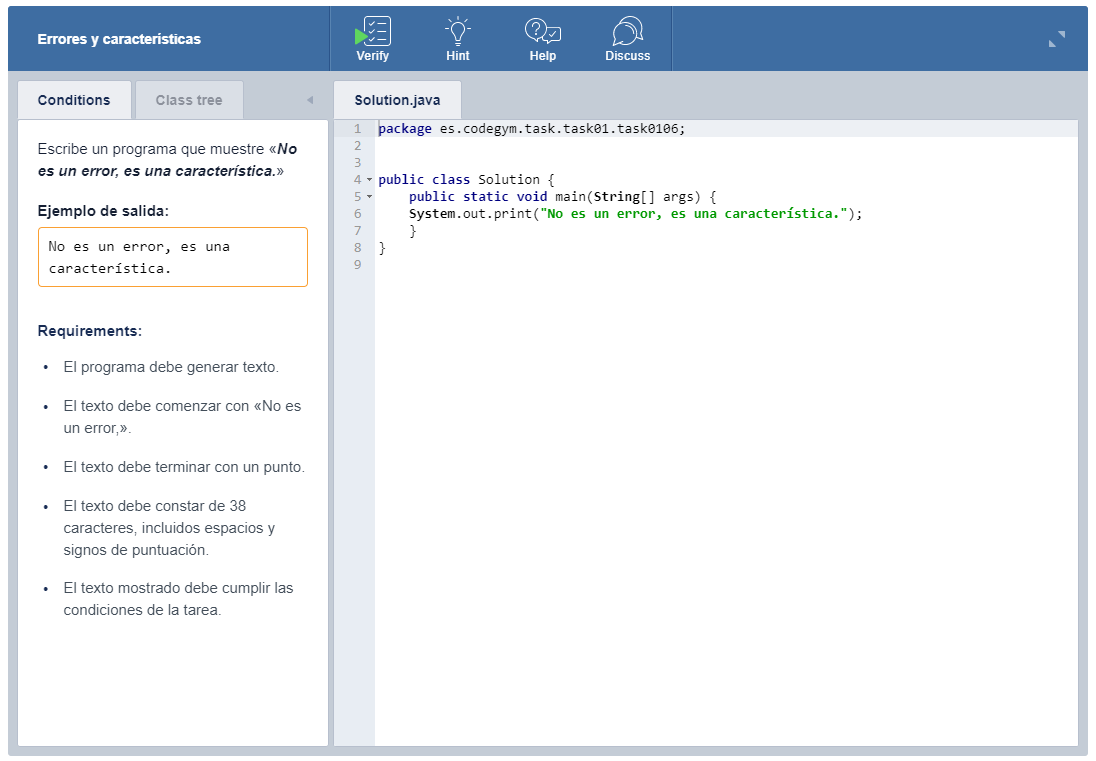 Errores y características
Verify
Hint
Help
Discuss
Conditions
Class tree
Solution.java
Escribe un programa que muestre «No
es un error, es una característica.»
Ejemplo de salida:
No es un error, es una
característica.
Requirements:
• El programa debe generar texto.
• El texto debe comenzar con «No es
un error,».
• El texto debe terminar con un punto.
• El texto debe constar de 38
caracteres, incluidos espacios y
signos de puntuación.
• El texto mostrado debe cumplir las
condiciones de la tarea.
1 package es.codegym.task.task01.task0106;
2
3
4 public class Solution {
5     public static void main(String[] args) {
6     System.out.print("No es un error, es una característica.");
7     }
8 }
9